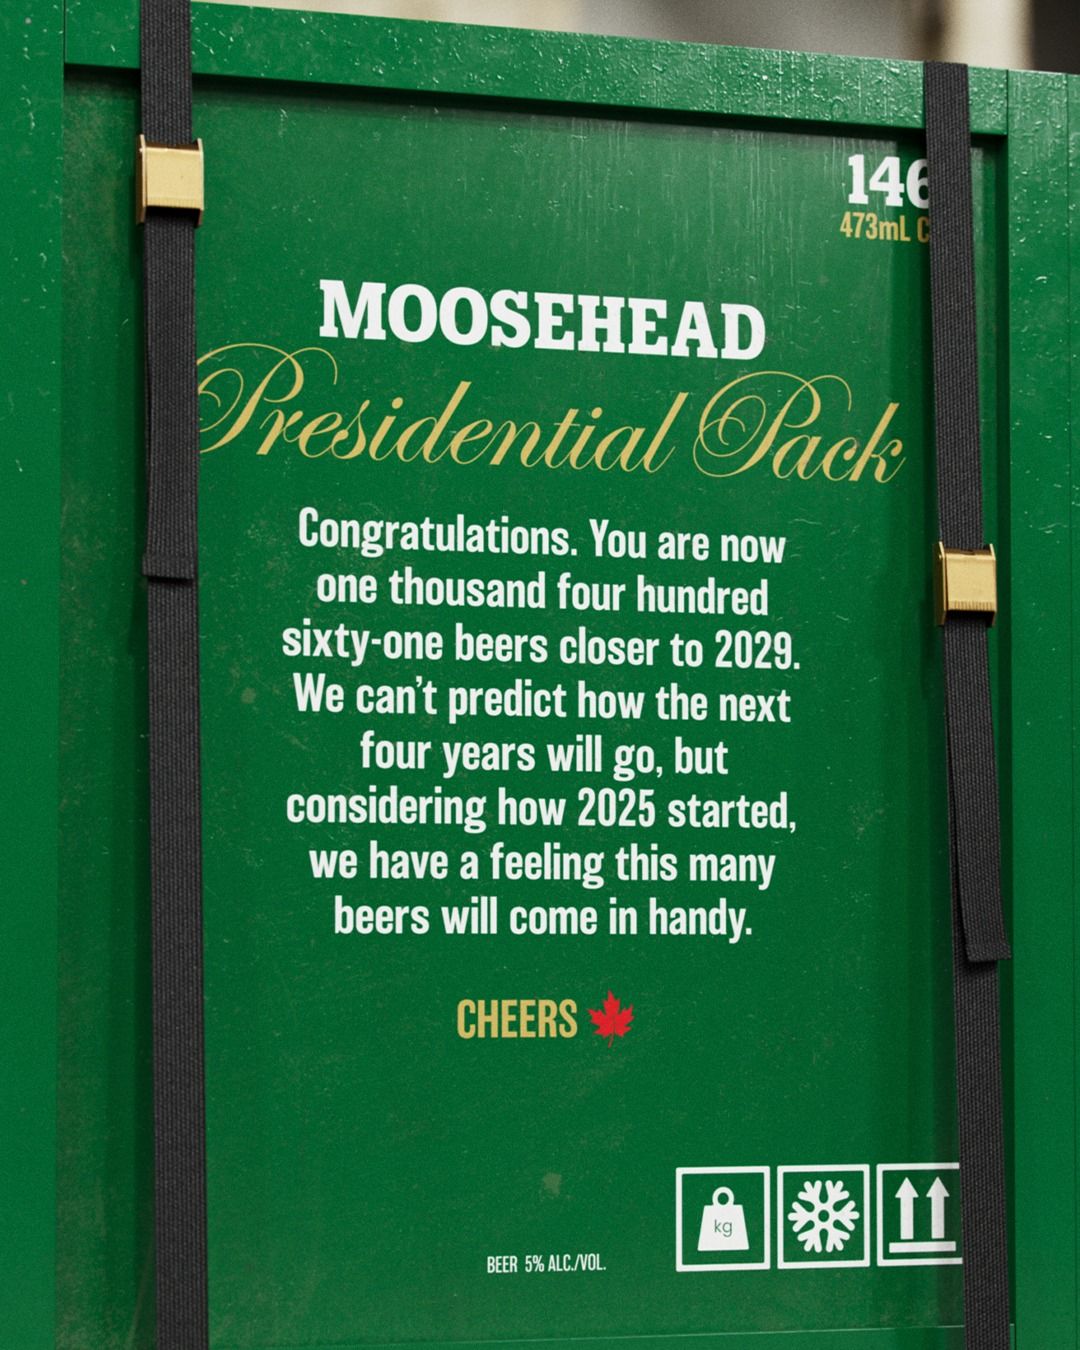 146
473mL C
MOOSEHEAD
Presidential Pack
Congratulations. You are now
one thousand four hundred
sixty-one beers closer to 2029.
We can’t predict how the next
four years will go, but
considering how 2025 started,
we have a feeling this many
beers will come in handy.
CHEERS
kg
BEER 5% ALC./VOL.